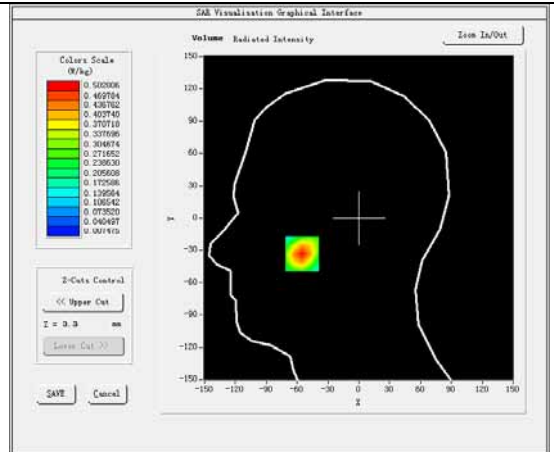 SAR Visualisation Graphical Interface
Volume Radiated Intensity
Zoom In/Out
Colors Scale
(W/kg)
0.502806
0.469784
0.436762
0.403740
0.370718
0.337696
0.304674
0.271652
0.238630
0.205608
0.172586
0.139564
0.106542
0.073520
0.040497
0.007475
Z-Cuts Control
<< Upper Cut
Z = 3.3 mm
Lower Cut >>
SAVE
Cancel
150
120
90
60
30
0
-30
-60
-90
-120
-150
Y
-150 -120 -90 -60 -30 0 30 60 90 120 150
X